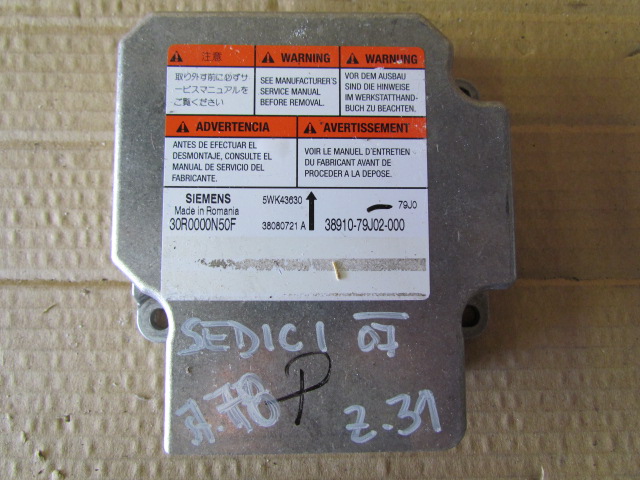 注意
取り外す前に必ずサ
ービスマニュアルを
ご覧ください
WARNING
SEE MANUFACTURER'S
SERVICE MANUAL
BEFORE REMOVAL.
WARNUNG
VOR DEM AUSBAU
SIND DIE HINWEISE
IM WERKSTATTHAND-
BUCH ZU BEACHTEN.
ADVERTENCIA
ANTES DE EFECTUAR EL
DESMONTAJE, CONSULTE EL
MANUAL DE SERVICIO DEL
FABRICANTE.
AVERTISSEMENT
VOIR LE MANUEL D'ENTRETIEN
DU FABRICANT AVANT DE
PROCEDER A LA DEPOSE.
SIEMENS 5WK43630 79J0
Made in Romania
30R0000N50F 38080721 A 38910-79J02-000
SEDICI 07
P
Z.31